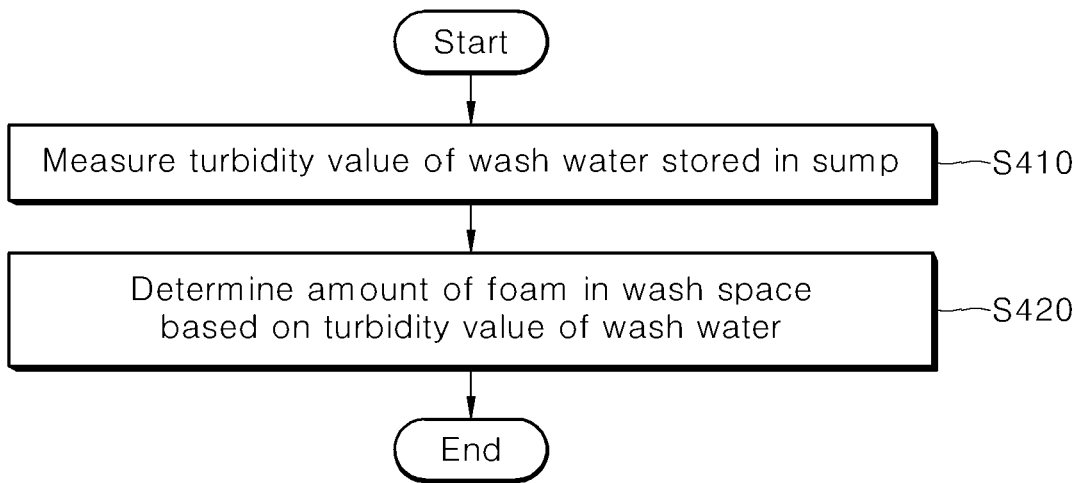 Start
Measure turbidity value of wash water stored in sump
S410
Determine amount of foam in wash space
based on turbidity value of wash water
S420
End